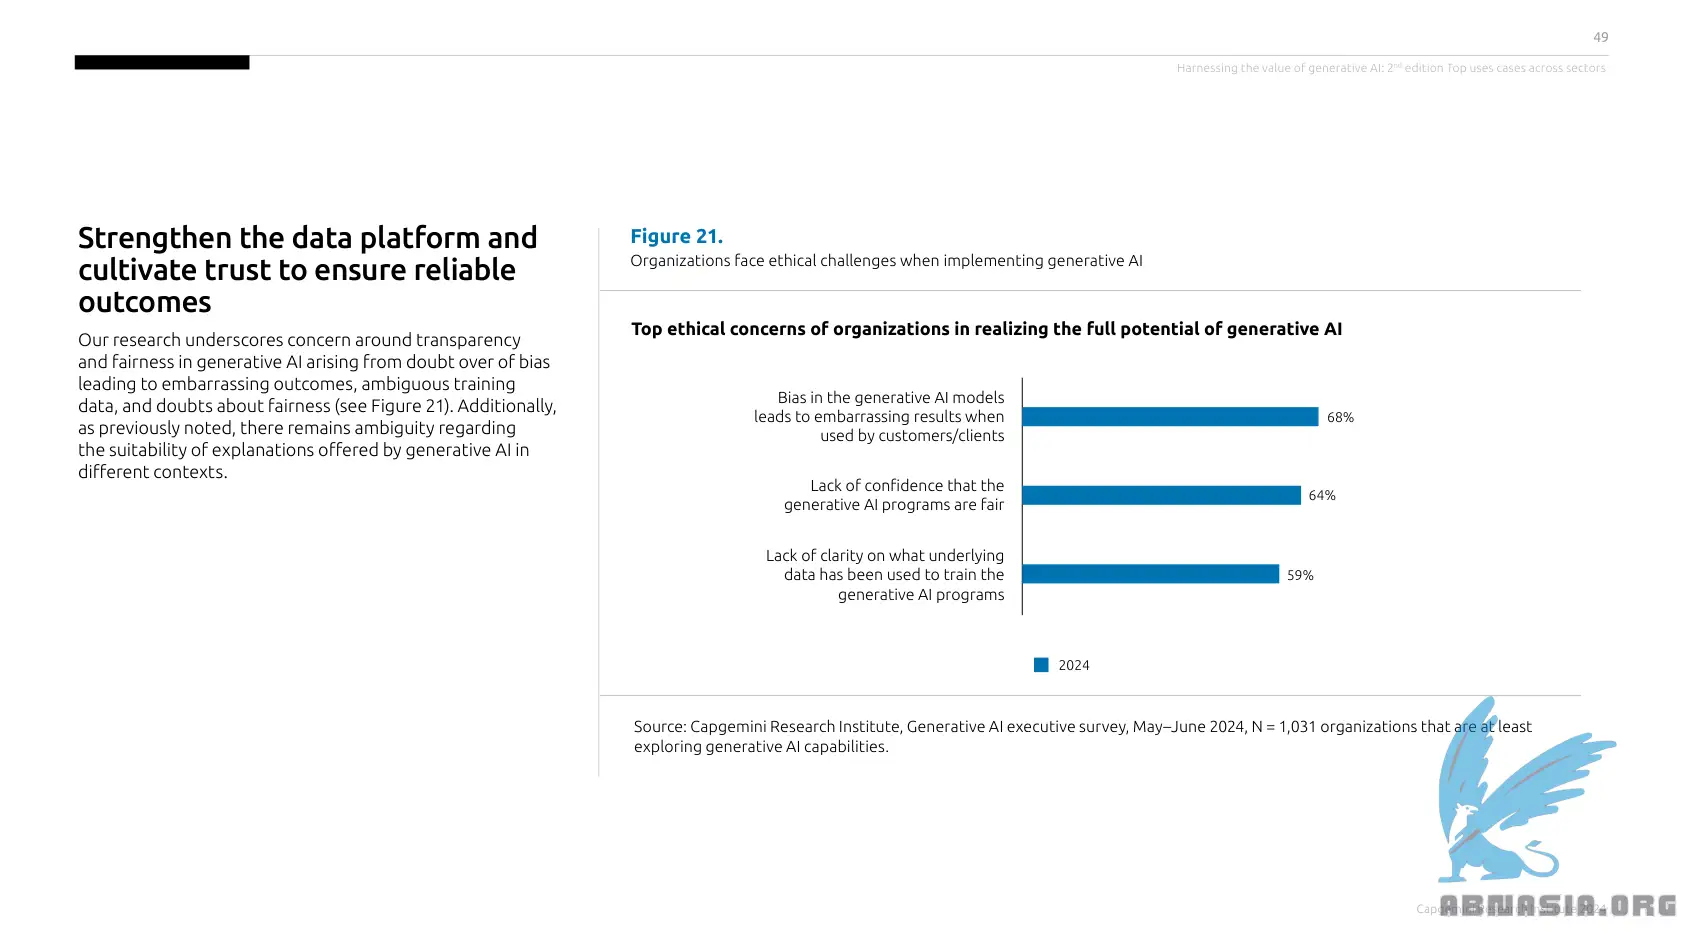 49
Harnessing the value of generative AI: 2nd edition Top uses cases across sectors
Strengthen the data platform and
cultivate trust to ensure reliable
outcomes
Our research underscores concern around transparency
and fairness in generative AI arising from doubt over of bias
leading to embarrassing outcomes, ambiguous training
data, and doubts about fairness (see Figure 21). Additionally,
as previously noted, there remains ambiguity regarding
the suitability of explanations offered by generative AI in
different contexts.
Figure 21.
Organizations face ethical challenges when implementing generative AI
Top ethical concerns of organizations in realizing the full potential of generative AI
Bias in the generative AI models
leads to embarrassing results when
used by customers/clients
68%
Lack of confidence that the
generative AI programs are fair
64%
Lack of clarity on what underlying
data has been used to train the
generative AI programs
59%
2024
Source: Capgemini Research Institute, Generative AI executive survey, May–June 2024, N = 1,031 organizations that are at least
exploring generative AI capabilities.
Capgemini Research Institute 2024
ABMASIA.ORG